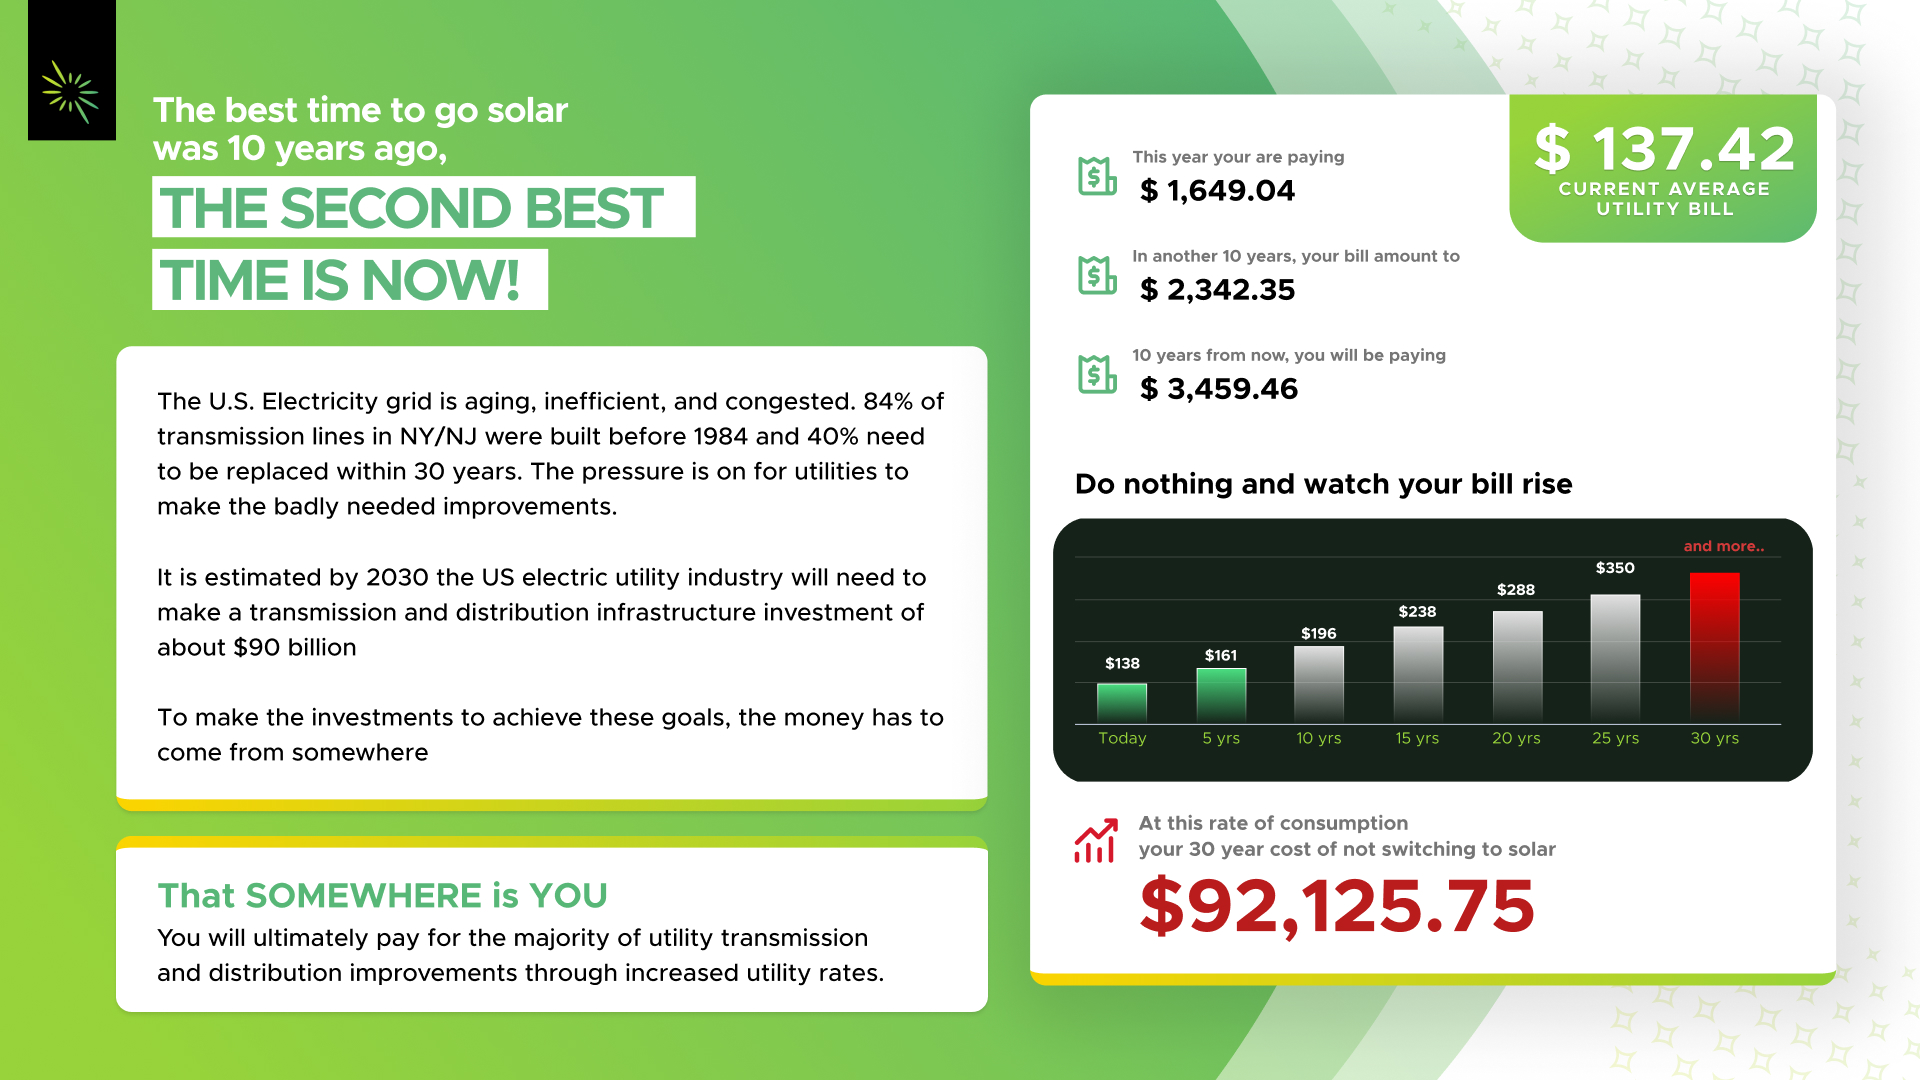 The best time to go solar
was 10 years ago,
THE SECOND BEST
TIME IS NOW!
The U.S. Electricity grid is aging, inefficient, and congested. 84% of
transmission lines in NY/NJ were built before 1984 and 40% need
to be replaced within 30 years. The pressure is on for utilities to
make the badly needed improvements.
It is estimated by 2030 the US electric utility industry will need to
make a transmission and distribution infrastructure investment of
about $90 billion
To make the investments to achieve these goals, the money has to
come from somewhere
That SOMEWHERE is YOU
You will ultimately pay for the majority of utility transmission
and distribution improvements through increased utility rates.
$ 137.42
CURRENT AVERAGE
UTILITY BILL
This year your are paying
$ 1,649.04
In another 10 years, your bill amount to
$ 2,342.35
10 years from now, you will be paying
$ 3,459.46
Do nothing and watch your bill rise
and more..
$138 $161 $196 $238 $288 $350
Today 5 yrs 10 yrs 15 yrs 20 yrs 25 yrs 30 yrs
At this rate of consumption
your 30 year cost of not switching to solar
$92,125.75